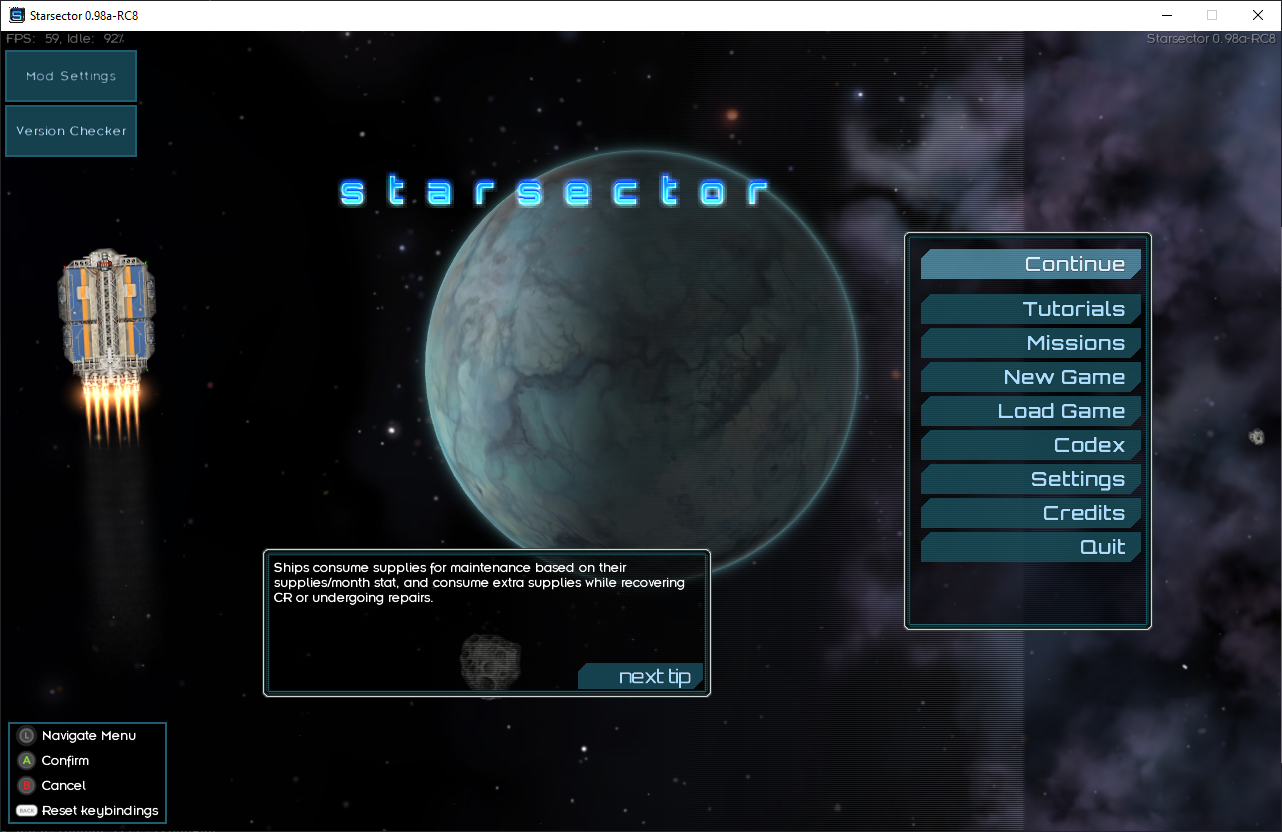 Starsector 0.98a-RC8
FPS: 59, Idle: 92%
Starsector 0.98a-RC8
Mod Settings
Version Checker
starsector
Continue
Tutorials
Missions
New Game
Load Game
Codex
Settings
Credits
Quit
Ships consume supplies for maintenance based on their
supplies/month stat, and consume extra supplies while recovering
CR or undergoing repairs.
next tip
L Navigate Menu
A Confirm
B Cancel
BACK Reset keybindings